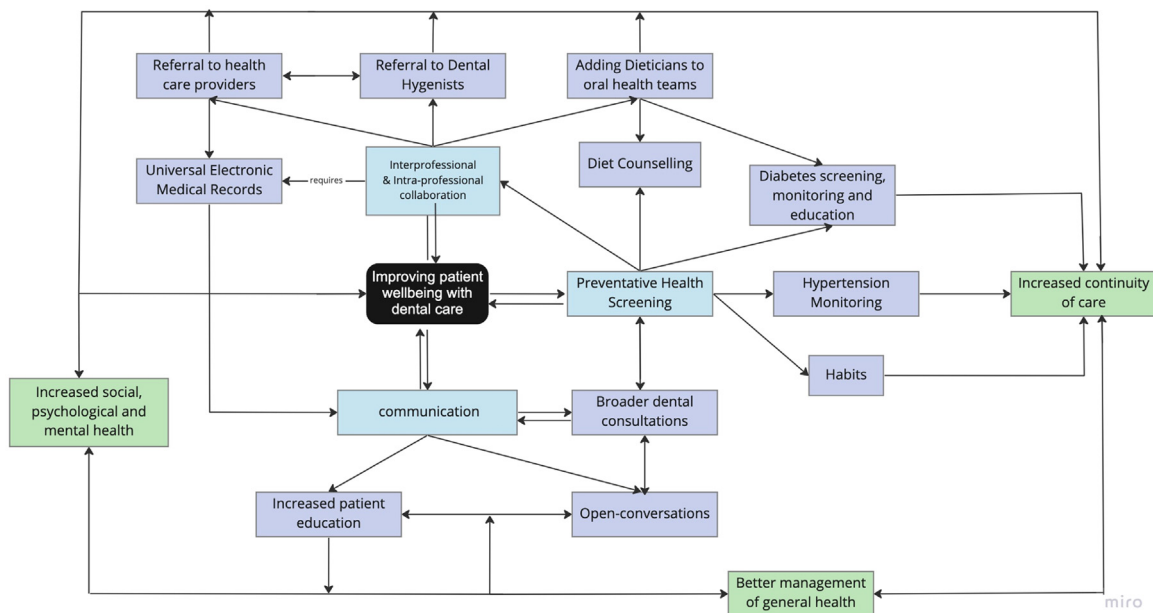 Referral to health
care providers
Referral to Dental
Hygenists
Adding Dieticians to
oral health teams
Universal Electronic
Medical Records
requires
Interprofessional
& Intra-professional
collaboration
Diet Counselling
Diabetes screening,
monitoring and
education
Improving patient
wellbeing with
dental care
Preventative Health
Screening
Hypertension
Monitoring
Increased continuity
of care
Habits
Increased social,
psychological and
mental health
communication
Broader dental
consultations
Increased patient
education
Open-conversations
Better management
of general health
miro